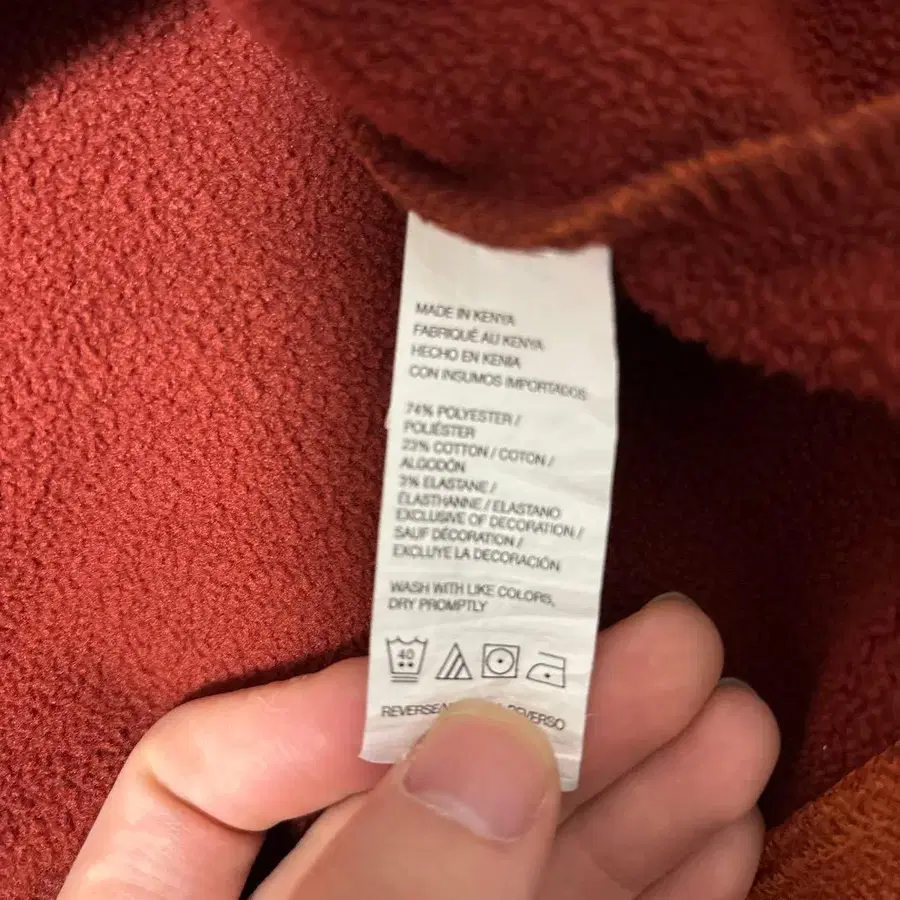 MADE IN KENYA
FABRIQUÉ AU KENYA
HECHO EN KENIA
CON INSUMOS IMPORTADOS
74% POLYESTER /
POLIÉSTER
23% COTTON / COTON /
ALGODÓN
3% ELASTANE /
ÉLASTHANNE / ELASTANO
EXCLUSIVE OF DECORATION /
SAUF DÉCORATION /
EXCLUYE LA DECORACIÓN
WASH WITH LIKE COLORS,
DRY PROMPTLY
40
REVERSO